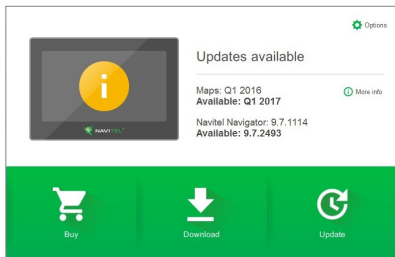 Options
Updates available
Maps: Q1 2016
Available: Q1 2017
More info
Navitel Navigator: 9.7.1114
Available: 9.7.2493
NAVITEL
Buy
Download
Update